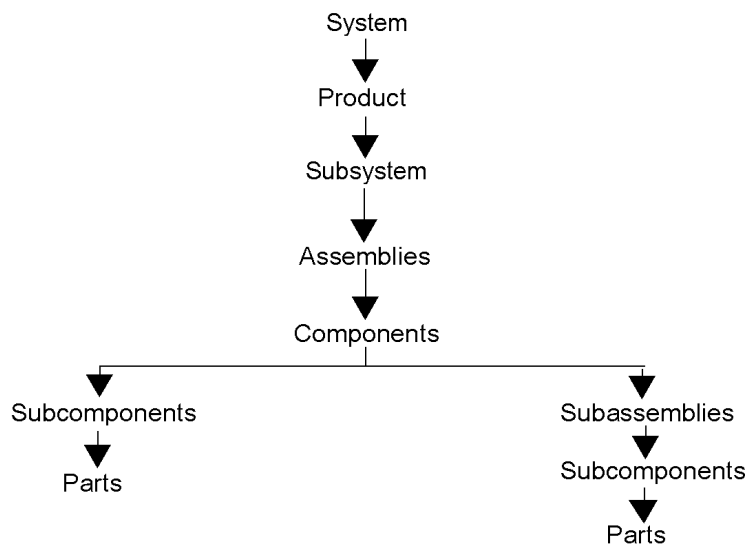 System
Product
Subsystem
Assemblies
Components
Subcomponents
Parts
Subassemblies
Subcomponents
Parts